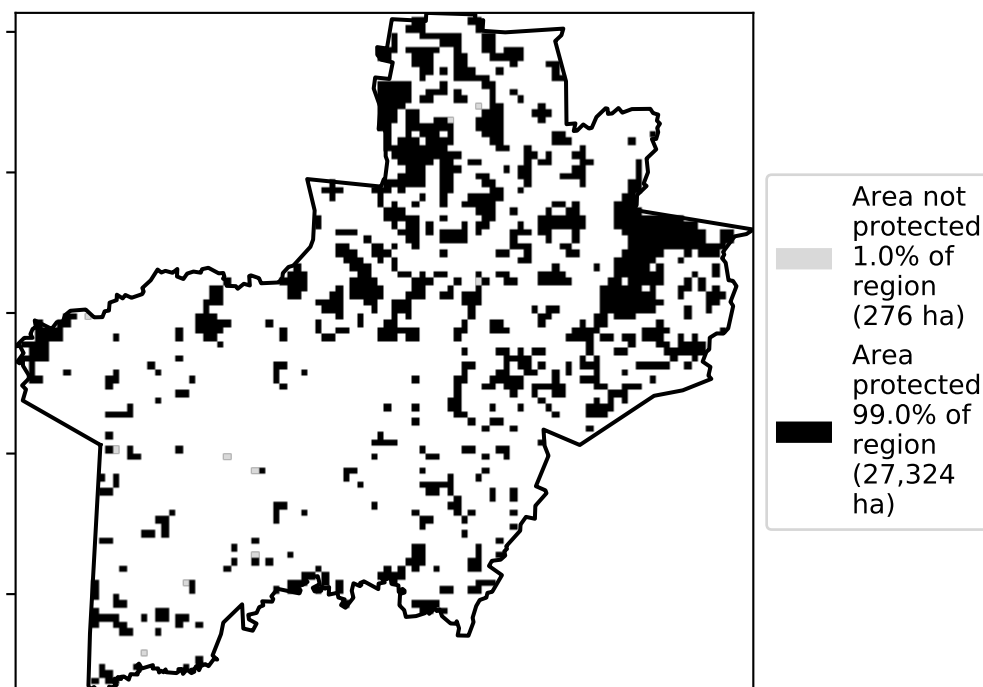 Area not
protected
1.0% of
region
(276 ha)
Area
protected
99.0% of
region
(27,324
ha)